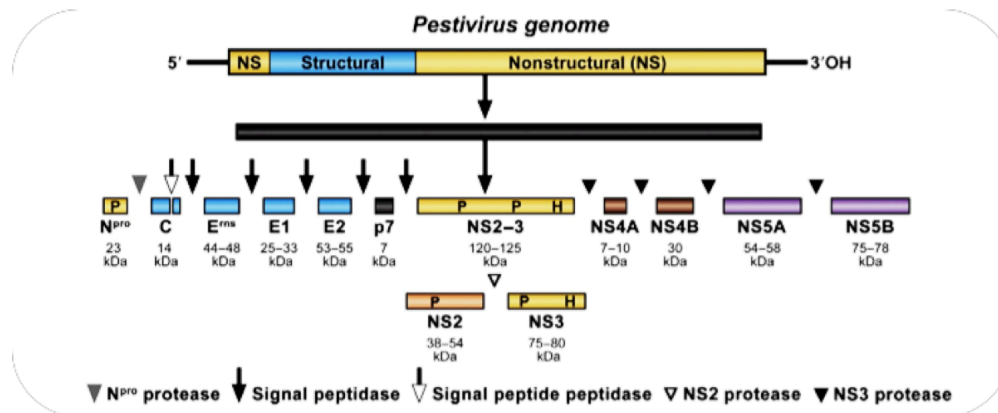 Pestivirus genome
5′ NS Structural Nonstructural (NS) 3′OH
P P P H
Nᵖʳᵒ C Eʳⁿˢ E1 E2 p7 NS2–3 NS4A NS4B NS5A NS5B
23 14 44–48 25–33 53–55 7 120–125 7–10 30 54–58 75–78
kDa kDa kDa kDa kDa kDa kDa kDa kDa kDa kDa
P P H
NS2 NS3
38–54 75–80
kDa kDa
Nᵖʳᵒ protease Signal peptidase Signal peptide peptidase NS2 protease NS3 protease